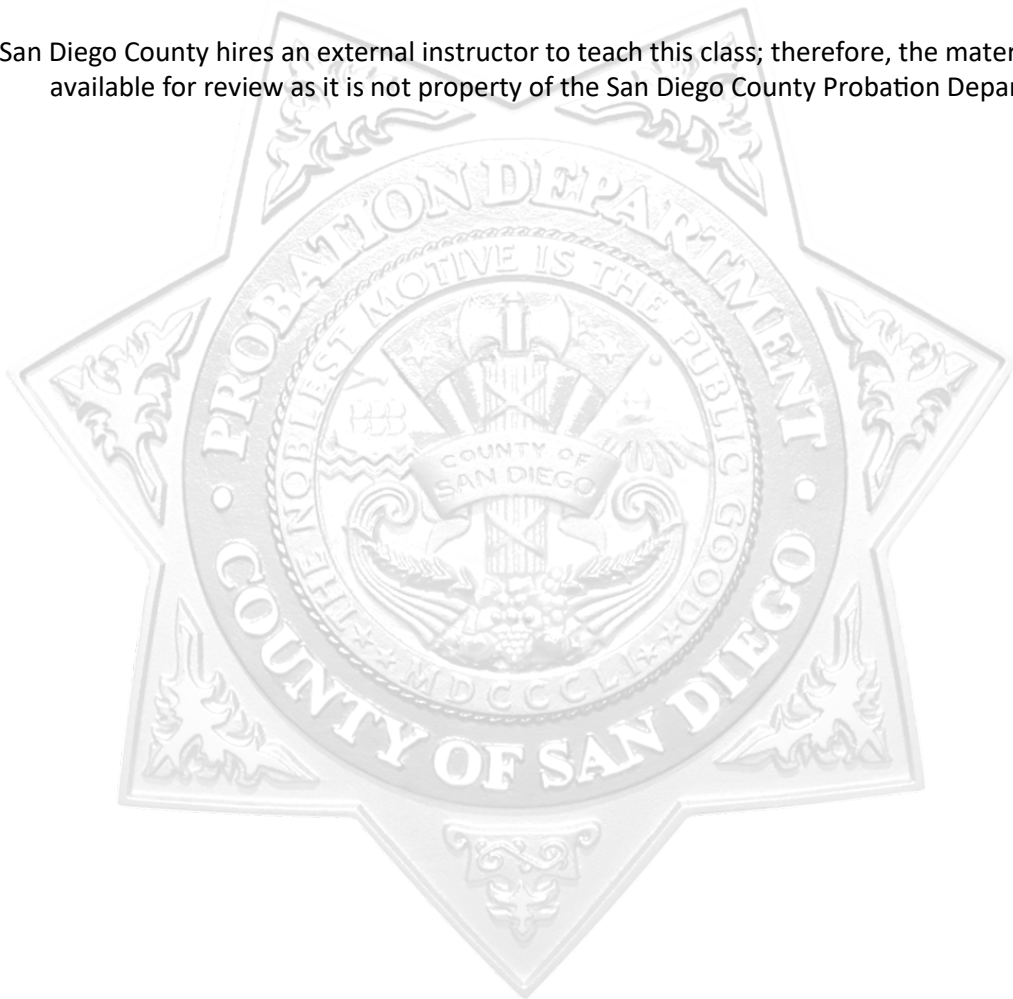 San Diego County hires an external instructor to teach this class; therefore, the mater
available for review as it is not property of the San Diego County Probation Depar
PROBATION DEPARTMENT
THE NOBLEST MOTIVE IS THE PUBLIC GOOD
COUNTY OF
SAN DIEGO
MDCCCLI
COUNTY OF SAN DIEGO